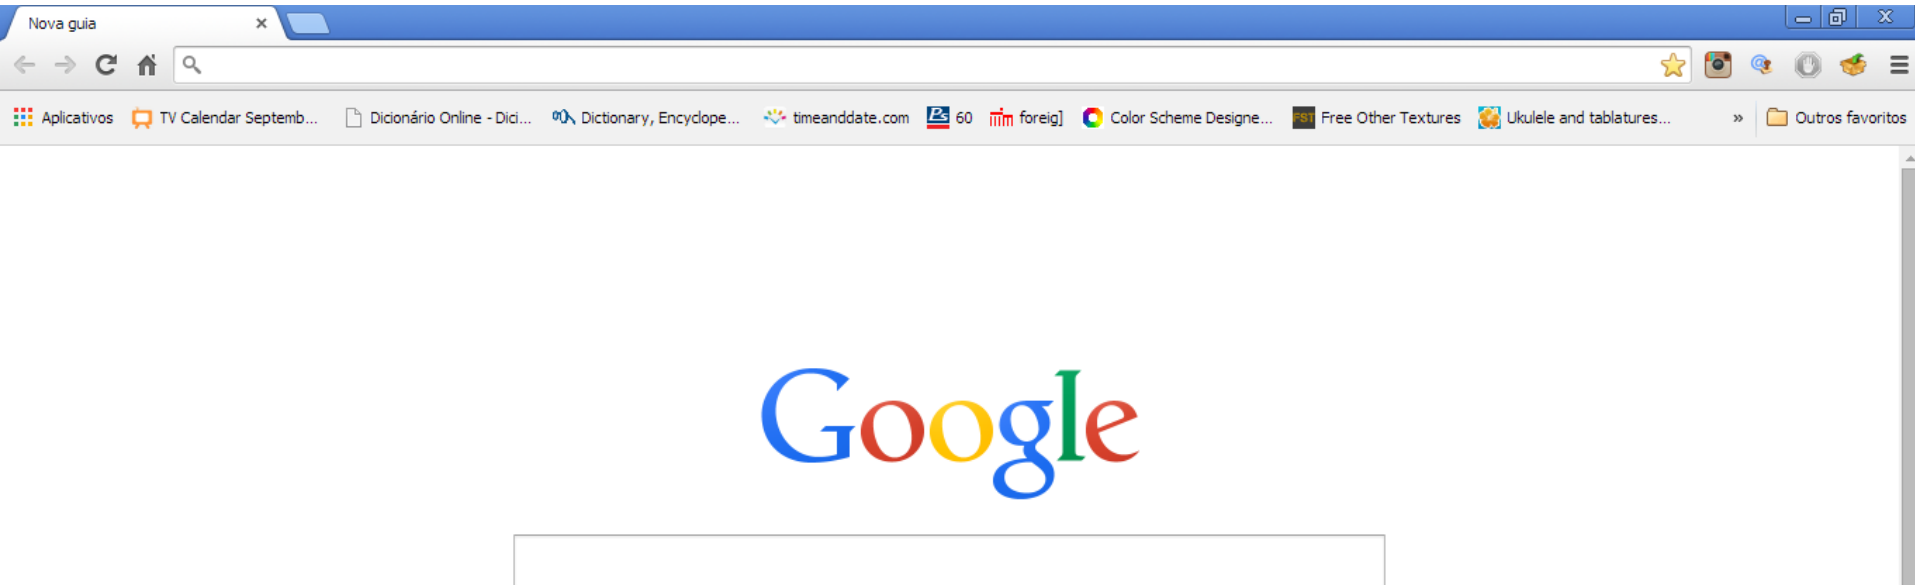 Nova guia
Aplicativos TV Calendar Septemb... Dicionário Online - Dici... Dictionary, Encyclope... timeanddate.com Ps 60 foreig] Color Scheme Designe... FST Free Other Textures Ukulele and tablatures... » Outros favoritos
Google